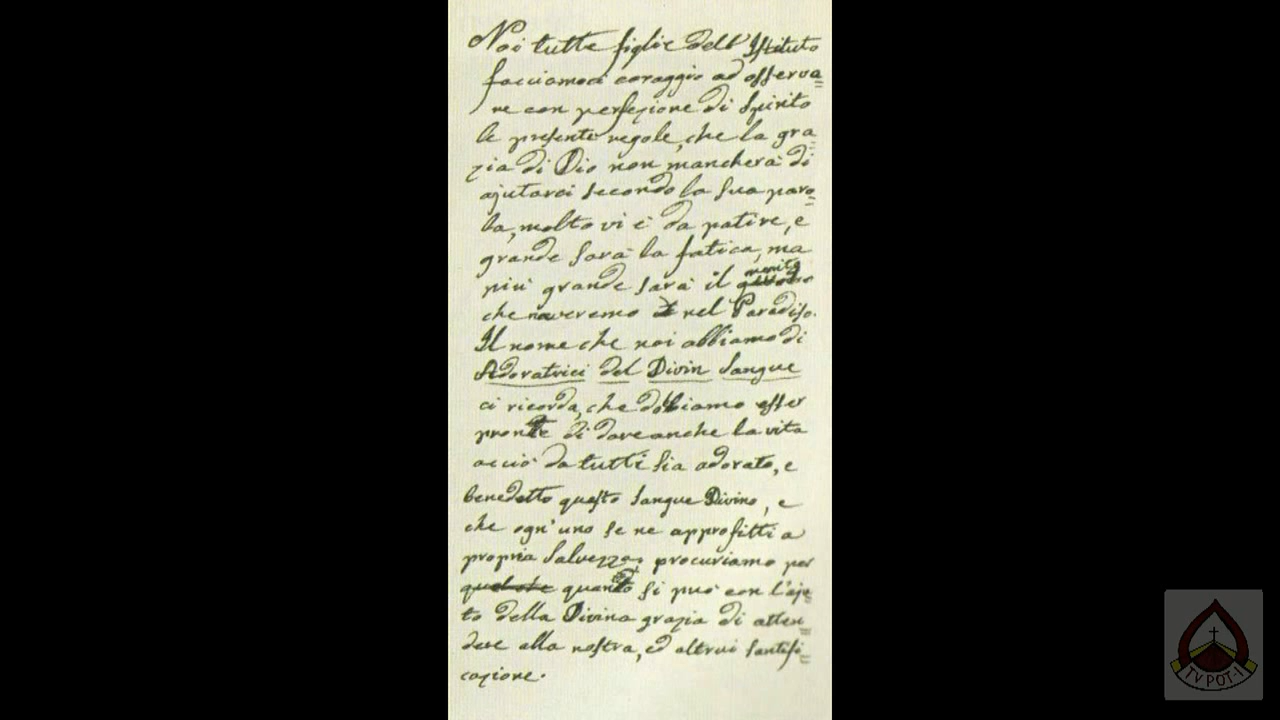 Noi tutte figlie dell'Istituto
facciamoci coraggio ad osserva=
re con perfezione di Spirito
le presenti regole, che la gra=
zia di Dio non mancherà di
ajutarci secondo la sua paro=
la, molto vi è da patire, e
grande sarà la fatica, ma
più grande sarà il merito
che averemo nel Paradiso.
Il nome che noi abbiamo di
Adoratrici del Divin Sangue
ci ricorda, che dobbiamo esser
pronte di dare anche la vita
acciò da tutti sia adorato, e
benedetto questo Sangue Divino, e
che ogn'uno se ne approfitti a
propria Salvezza, procuriamo per
quanto si può con l'aju=
to della Divina grazia di atten=
dere alla nostra, ed altrui santifi=
cazione.
TV POT-I